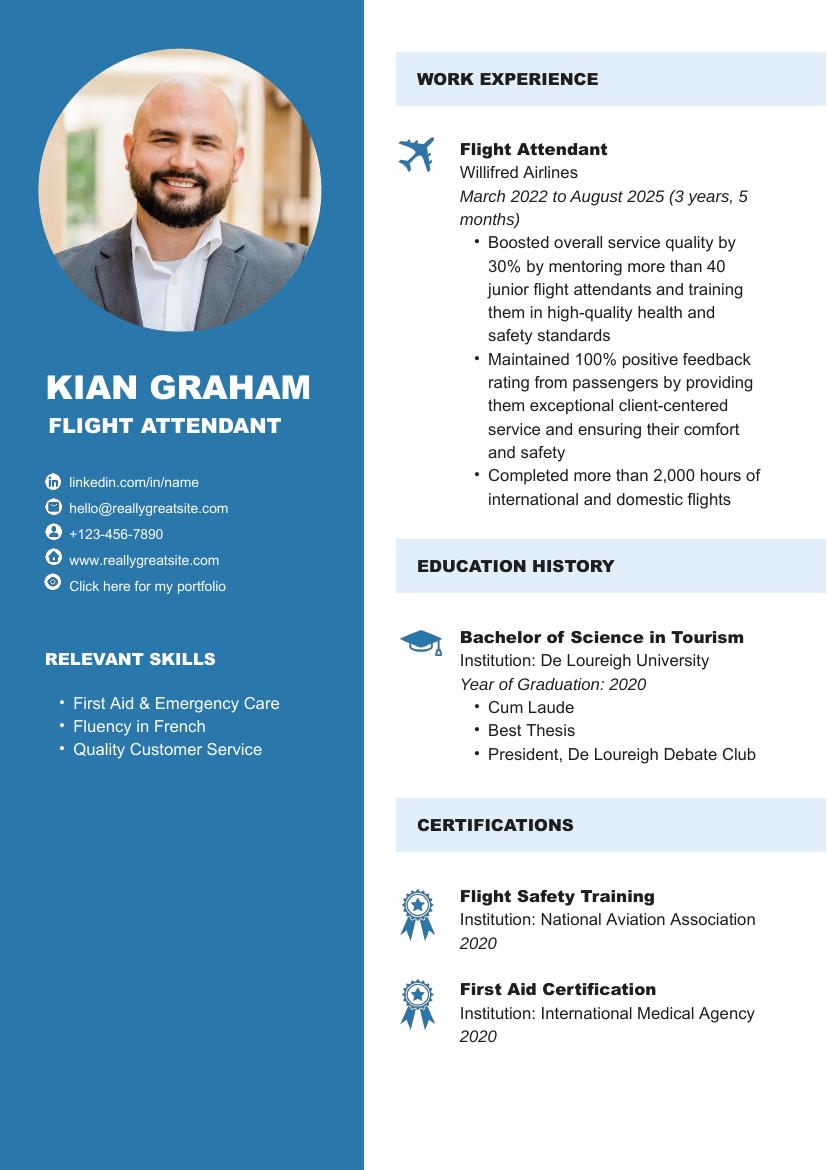 KIAN GRAHAM
FLIGHT ATTENDANT
linkedin.com/in/name
hello@reallygreatsite.com
+123-456-7890
www.reallygreatsite.com
Click here for my portfolio
RELEVANT SKILLS
• First Aid & Emergency Care
• Fluency in French
• Quality Customer Service
WORK EXPERIENCE
Flight Attendant
Willifred Airlines
March 2022 to August 2025 (3 years, 5
months)
• Boosted overall service quality by
30% by mentoring more than 40
junior flight attendants and training
them in high-quality health and
safety standards
• Maintained 100% positive feedback
rating from passengers by providing
them exceptional client-centered
service and ensuring their comfort
and safety
• Completed more than 2,000 hours of
international and domestic flights
EDUCATION HISTORY
Bachelor of Science in Tourism
Institution: De Loureigh University
Year of Graduation: 2020
• Cum Laude
• Best Thesis
• President, De Loureigh Debate Club
CERTIFICATIONS
Flight Safety Training
Institution: National Aviation Association
2020
First Aid Certification
Institution: International Medical Agency
2020